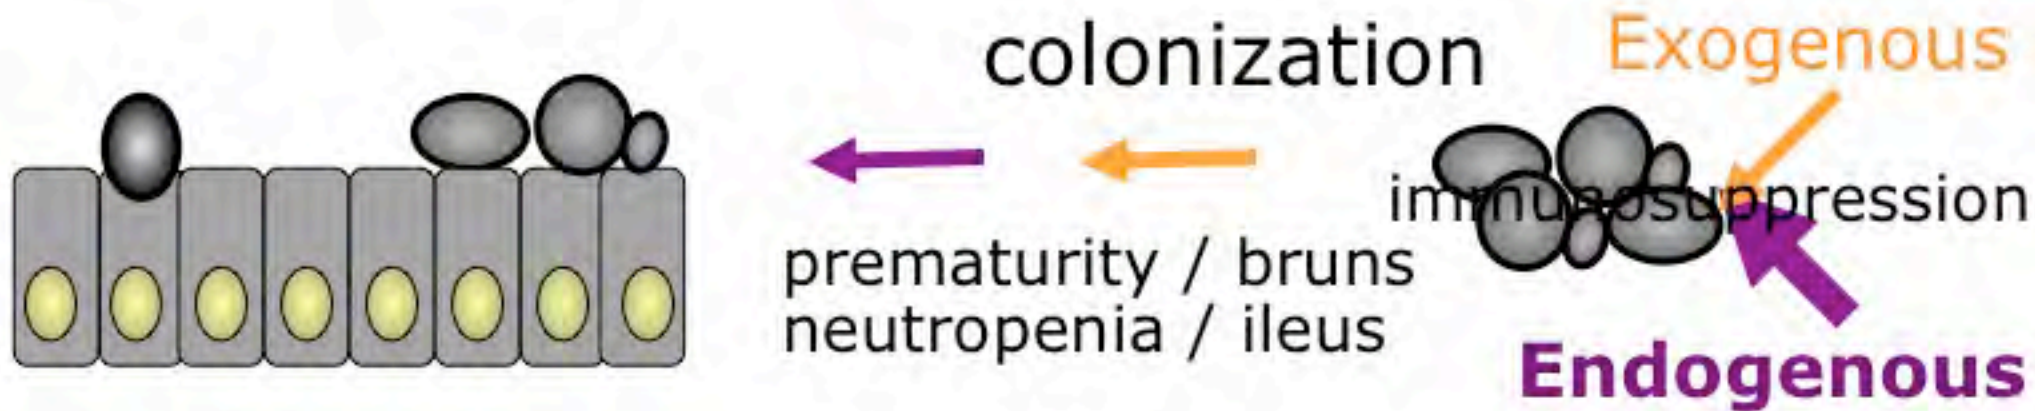 colonization
Exogenous
immunosuppression
prematurity / bruns
neutropenia / ileus
Endogenous